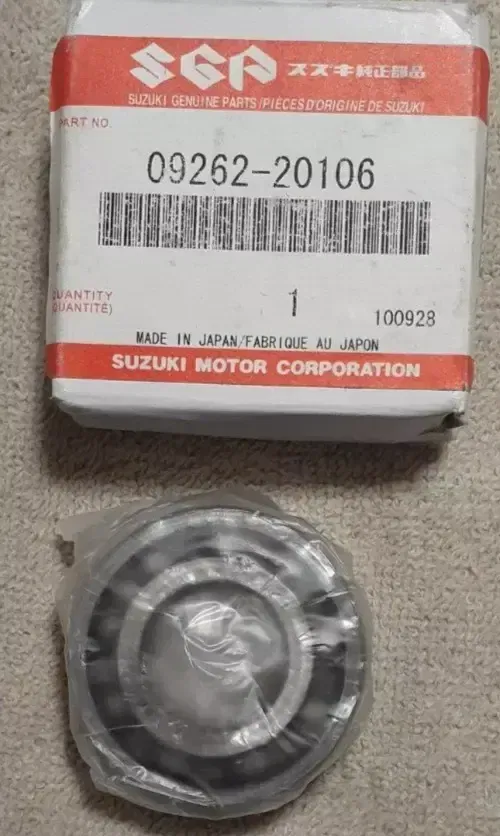 SGP スズキ純正部品
SUZUKI GENUINE PARTS/PIÈCES D'ORIGINE DE SUZUKI
PART NO.
09262-20106
QUANTITY
QUANTITÉ)
1
100928
MADE IN JAPAN/FABRIQUE AU JAPON
SUZUKI MOTOR CORPORATION